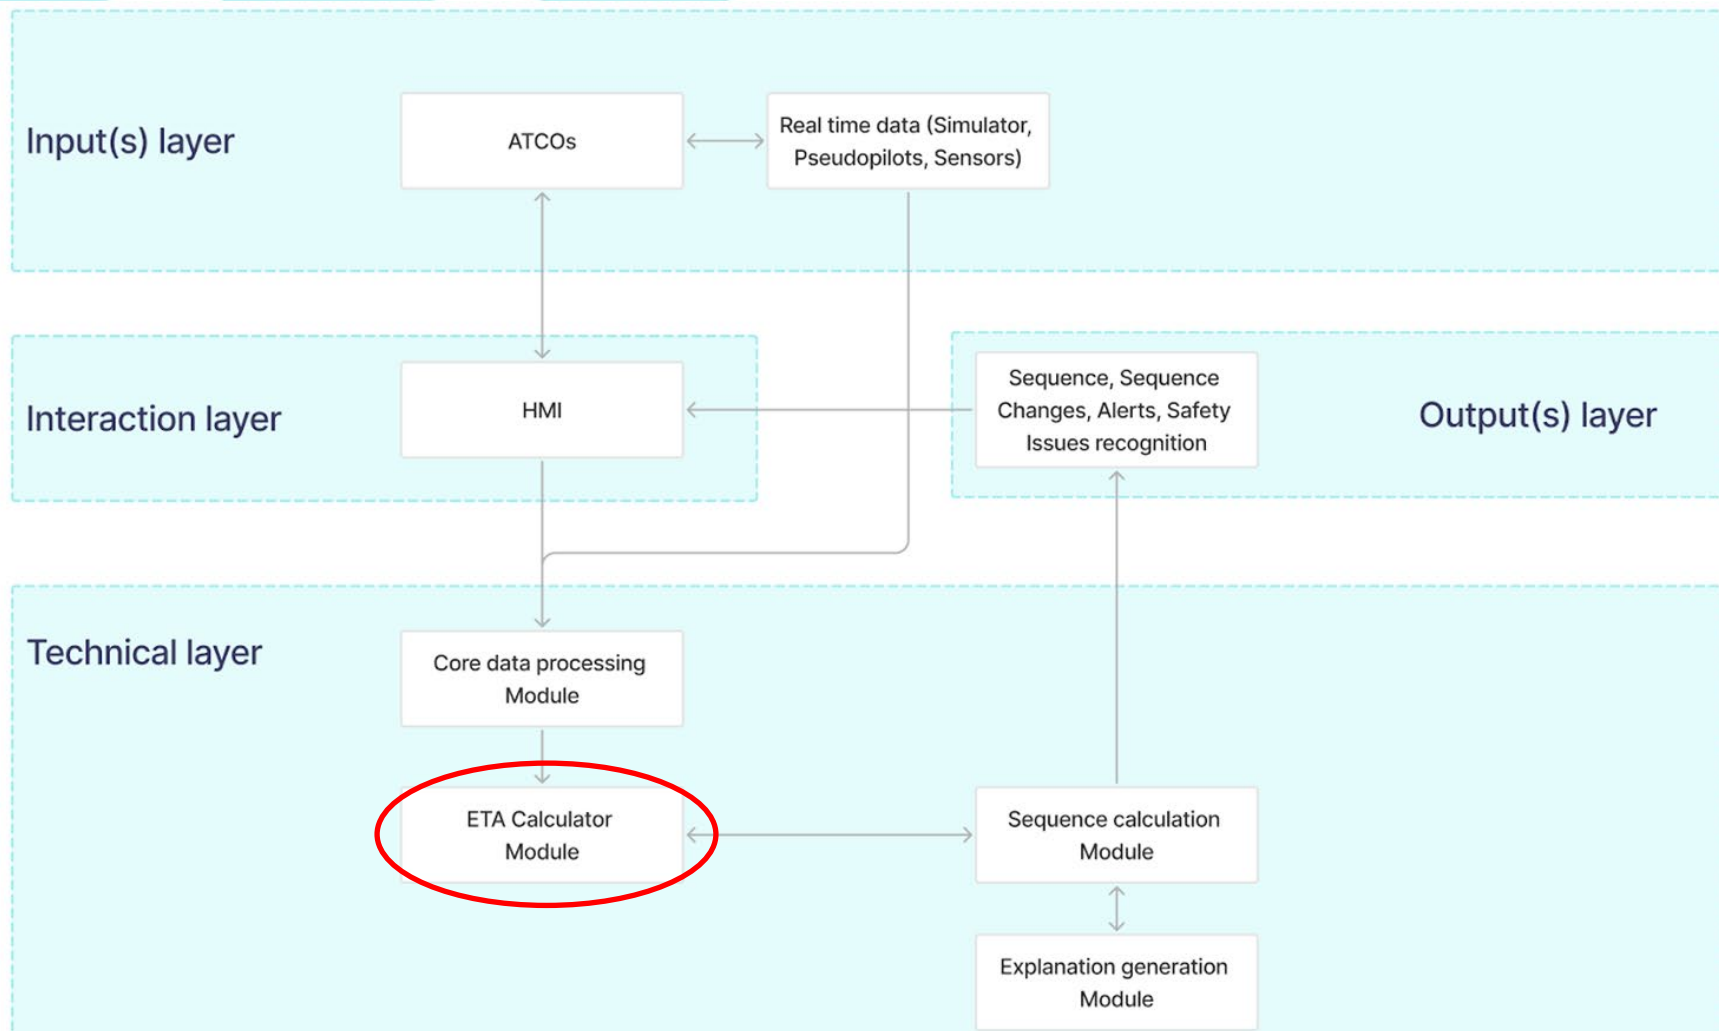 Input(s) layer
ATCOs
Real time data (Simulator,
Pseudopilots, Sensors)
Interaction layer
HMI
Sequence, Sequence
Changes, Alerts, Safety
Issues recognition
Output(s) layer
Technical layer
Core data processing
Module
ETA Calculator
Module
Sequence calculation
Module
Explanation generation
Module